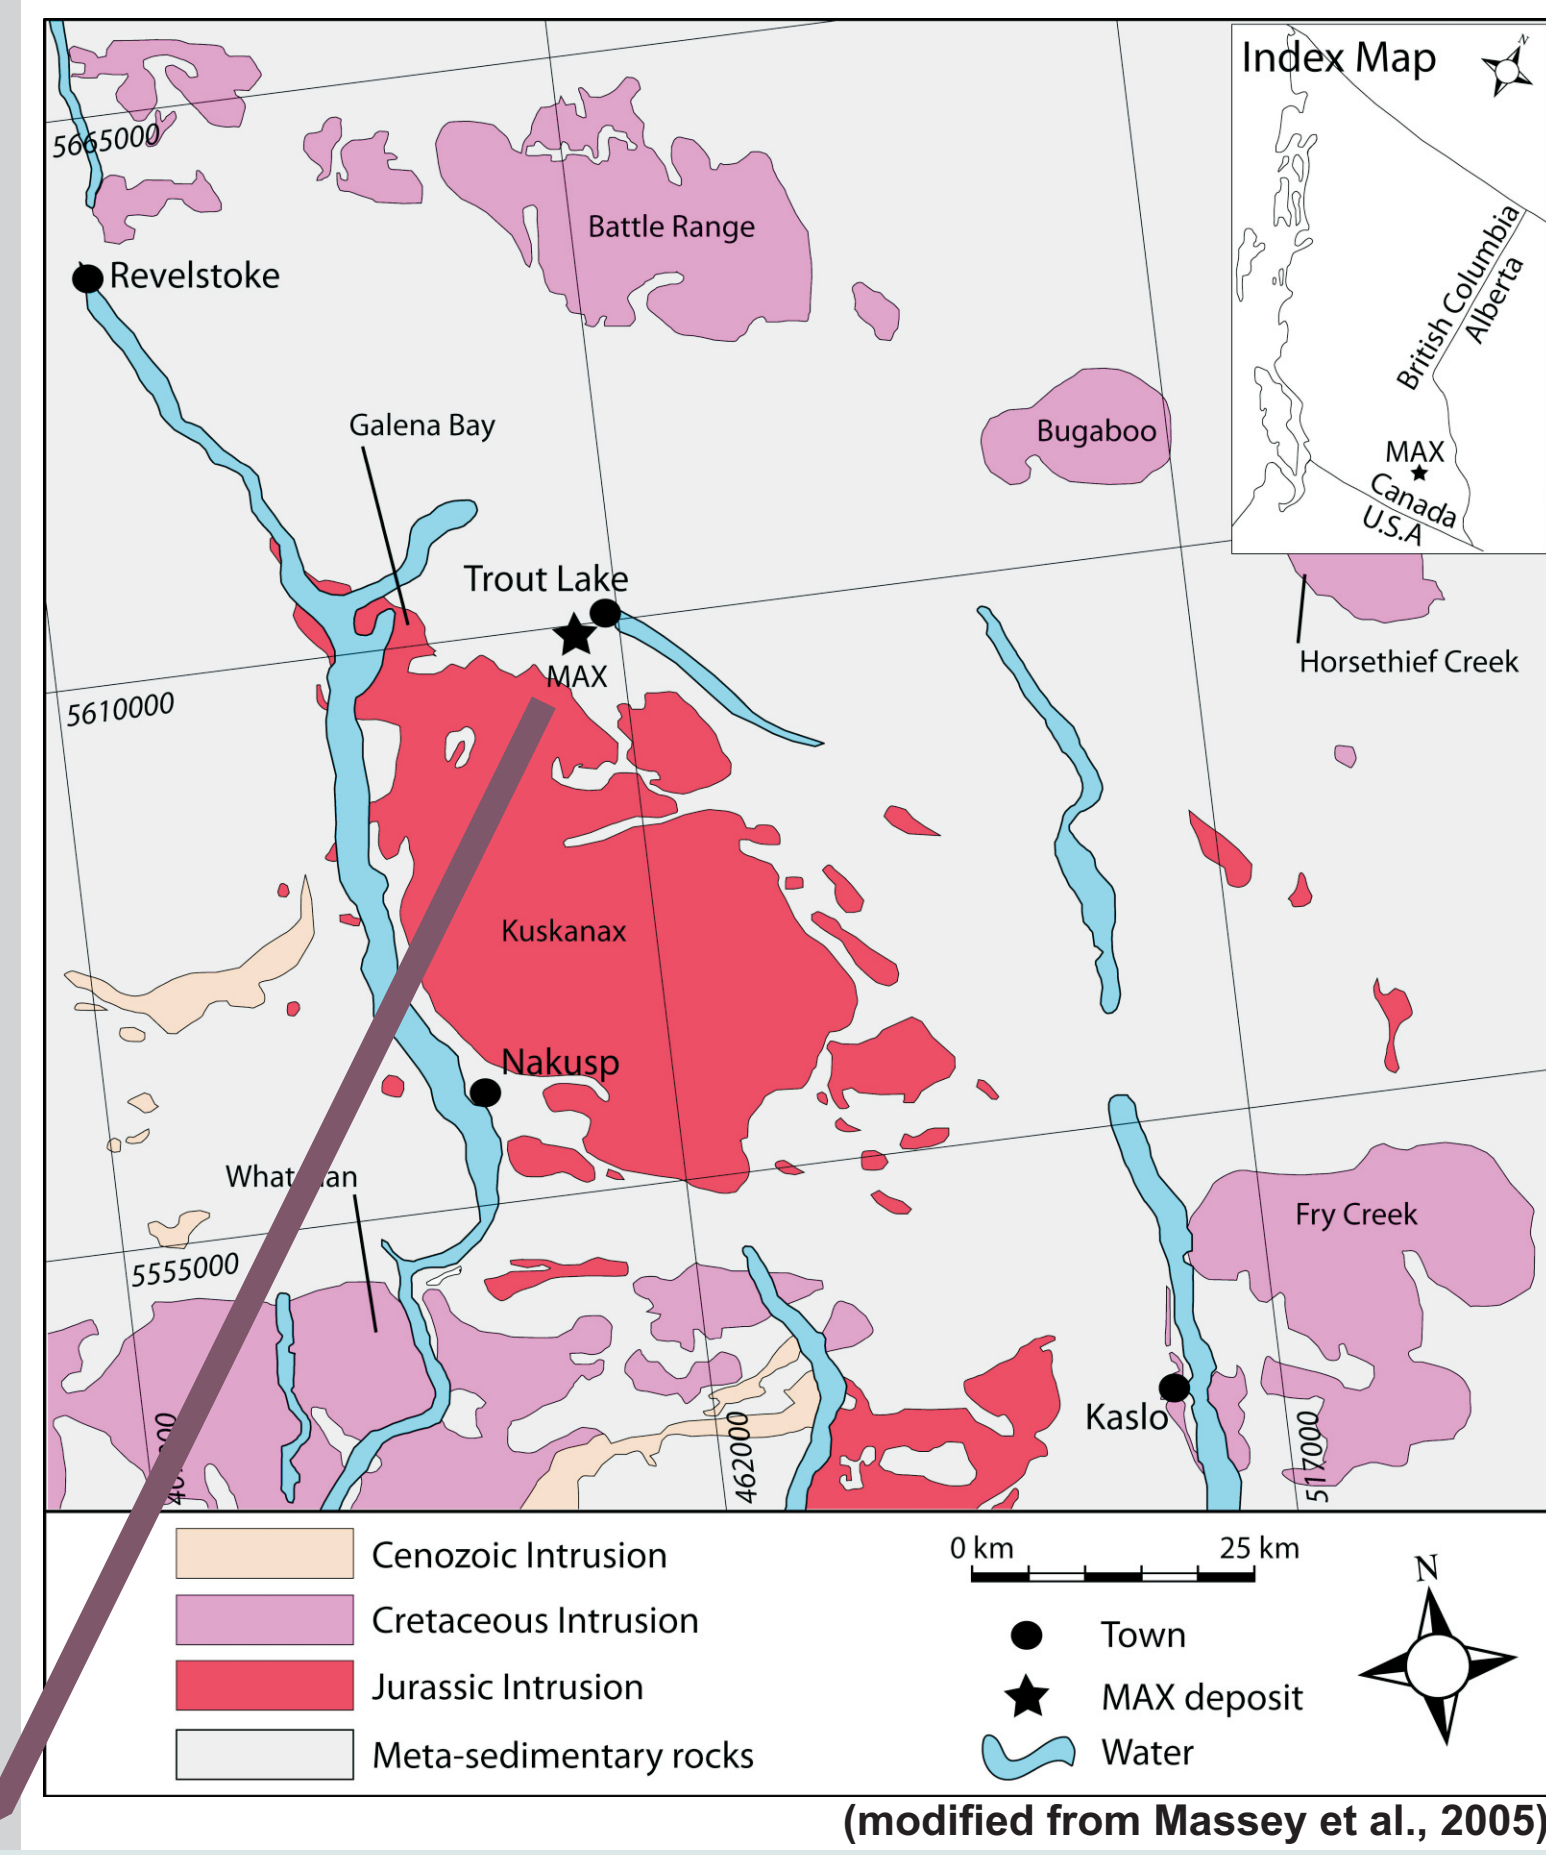 Index Map
N
British Columbia
Alberta
MAX
Canada
U.S.A
5665000
Battle Range
Revelstoke
Galena Bay
Bugaboo
Trout Lake
MAX
Horsethief Creek
5610000
Kuskanax
Nakusp
Fry Creek
5555000
Kaslo
462000
517000
Cenozoic Intrusion
Cretaceous Intrusion
Jurassic Intrusion
Meta-sedimentary rocks
0 km 25 km
Town
MAX deposit
Water
N
(modified from Massey et al., 2005)